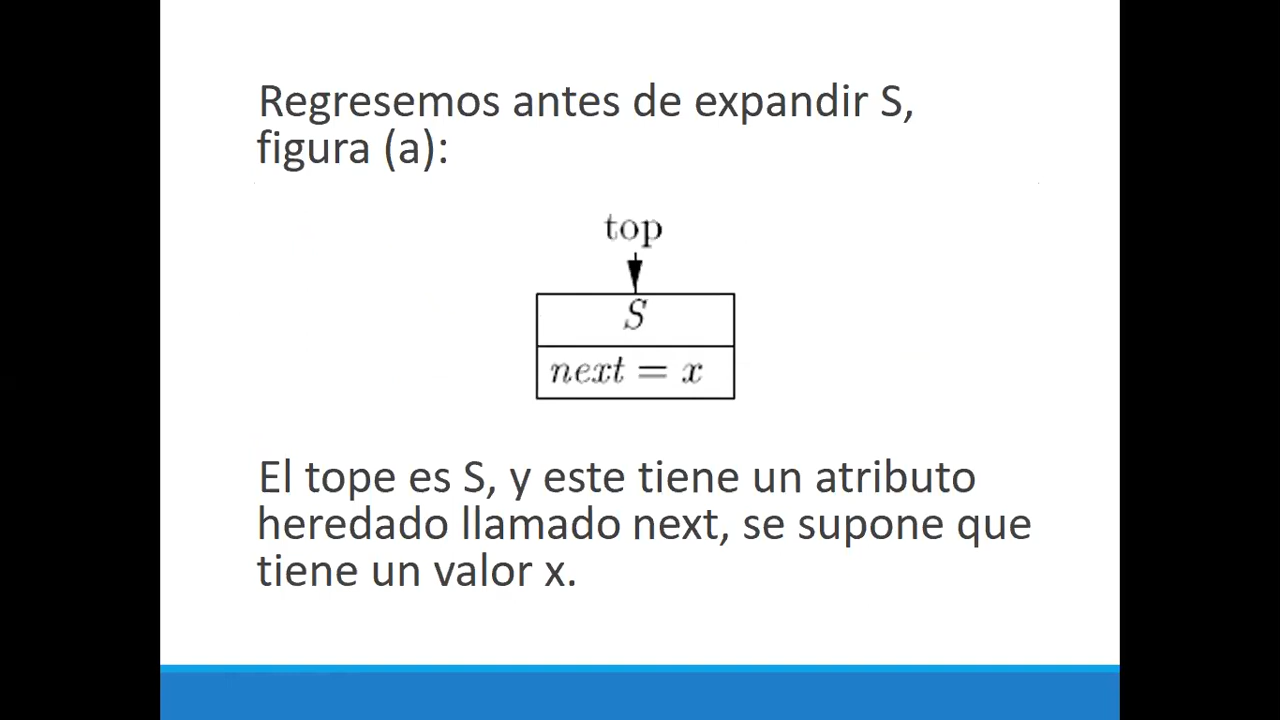 Regresemos antes de expandir S,
figura (a):
top
S
next = x
El tope es S, y este tiene un atributo
heredado llamado next, se supone que
tiene un valor x.